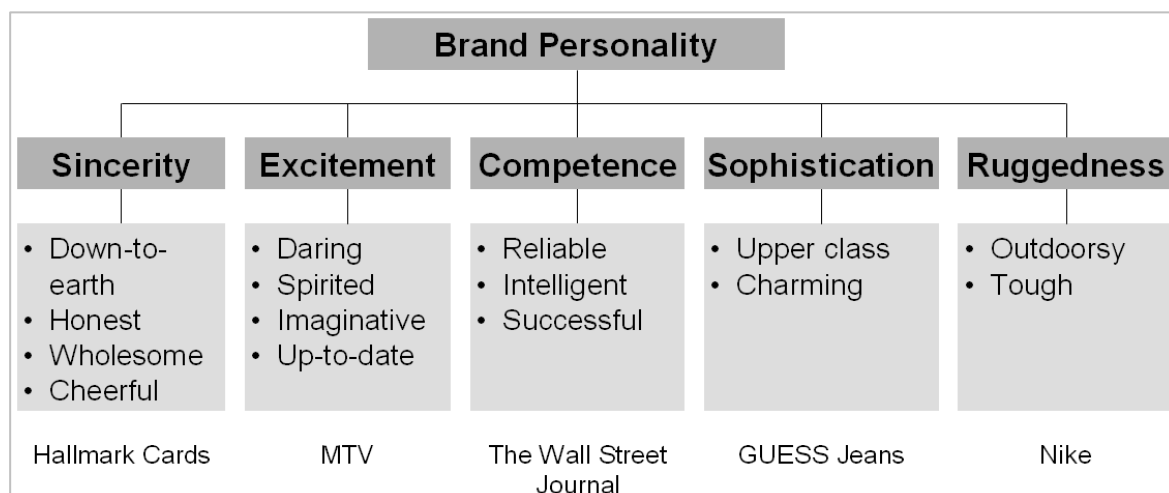 Brand Personality
Sincerity
Excitement
Competence
Sophistication
Ruggedness
• Down-to-
earth
• Honest
• Wholesome
• Cheerful
• Daring
• Spirited
• Imaginative
• Up-to-date
• Reliable
• Intelligent
• Successful
• Upper class
• Charming
• Outdoorsy
• Tough
Hallmark Cards
MTV
The Wall Street
Journal
GUESS Jeans
Nike